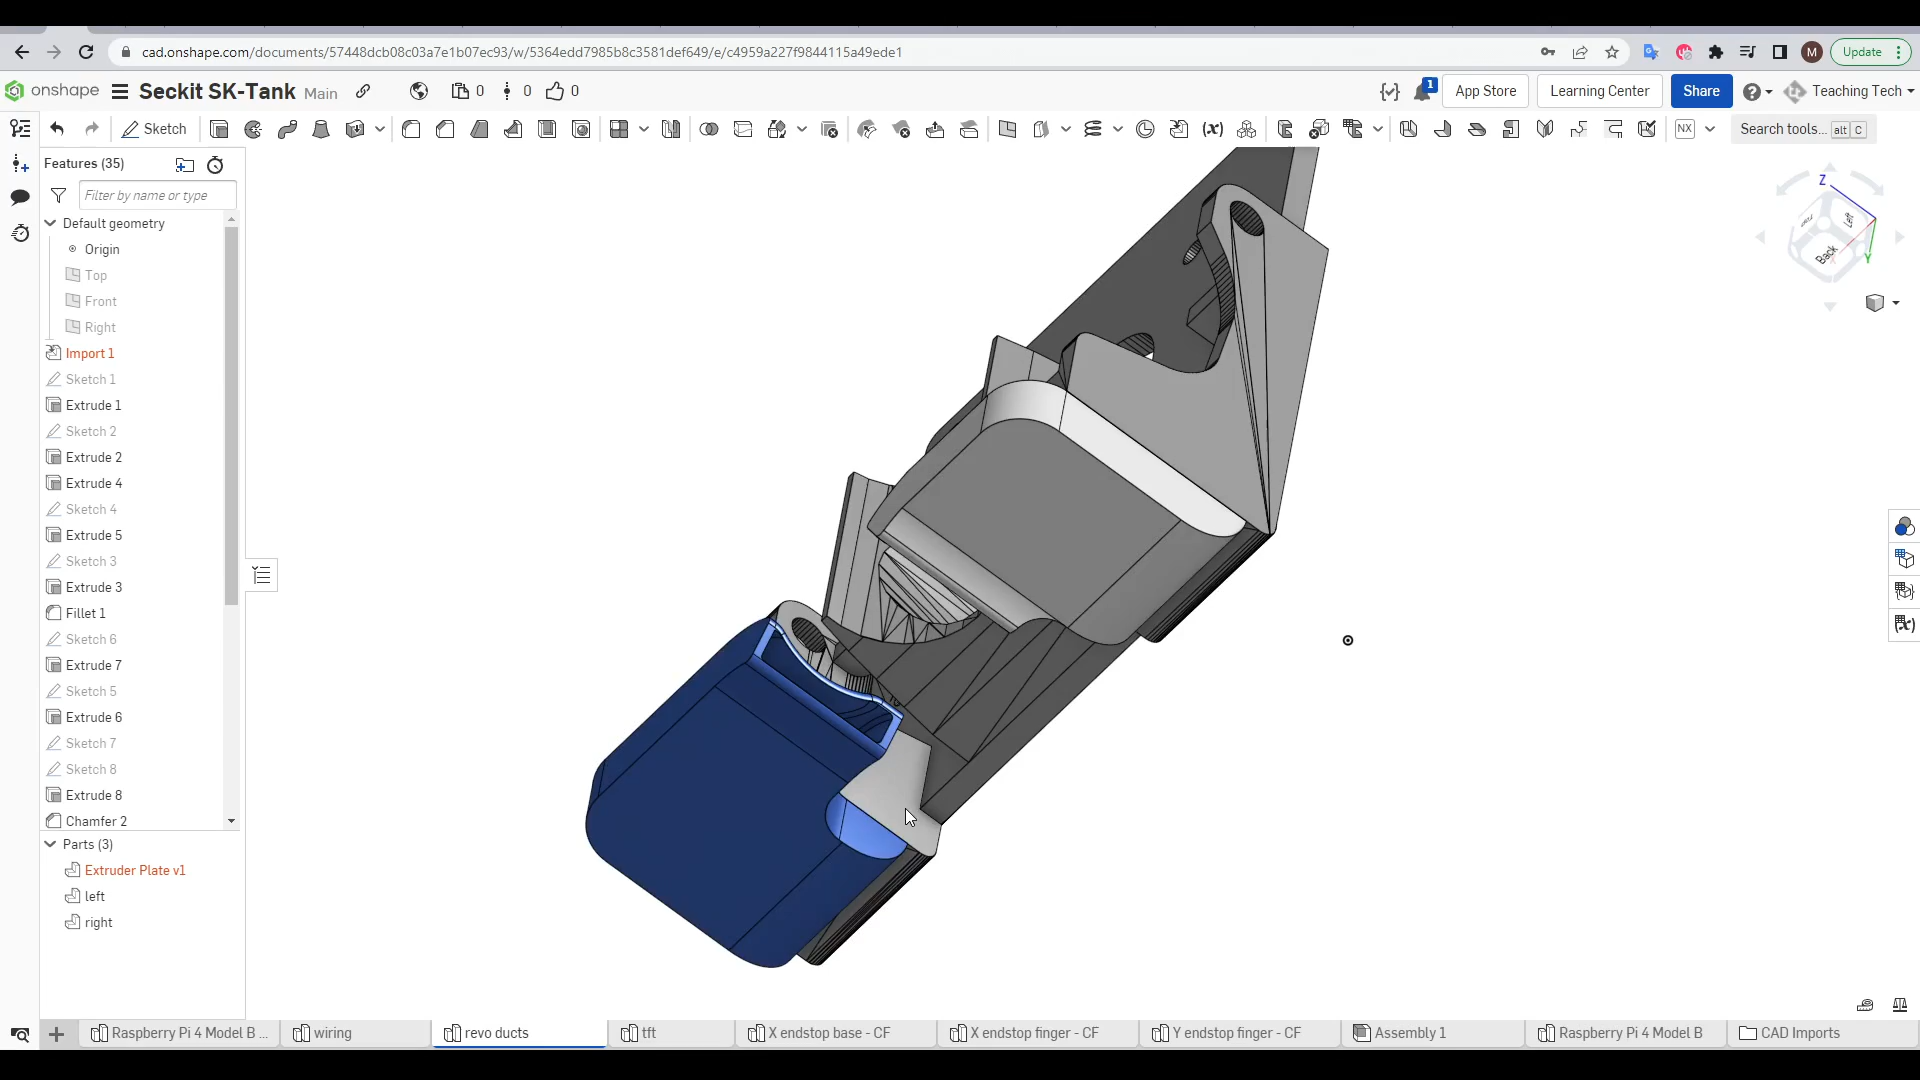 cad.onshape.com/documents/57448dcb08c03a7e1b07ec93/w/5364edd7985b8c3581def649/e/c4959a227f9844115a49ede1
M
Update
onshape
Seckit SK-Tank Main
0
0
0
1
App Store
Learning Center
Share
Teaching Tech
Sketch
NX
Search tools... alt C
Features (35)
Filter by name or type
Default geometry
Origin
Top
Front
Right
Import 1
Sketch 1
Extrude 1
Sketch 2
Extrude 2
Extrude 4
Sketch 4
Extrude 5
Sketch 3
Extrude 3
Fillet 1
Sketch 6
Extrude 7
Sketch 5
Extrude 6
Sketch 7
Sketch 8
Extrude 8
Chamfer 2
Parts (3)
Extruder Plate v1
left
right
Z
Back
Y
Raspberry Pi 4 Model B ...
wiring
revo ducts
tft
X endstop base - CF
X endstop finger - CF
Y endstop finger - CF
Assembly 1
Raspberry Pi 4 Model B
CAD Imports